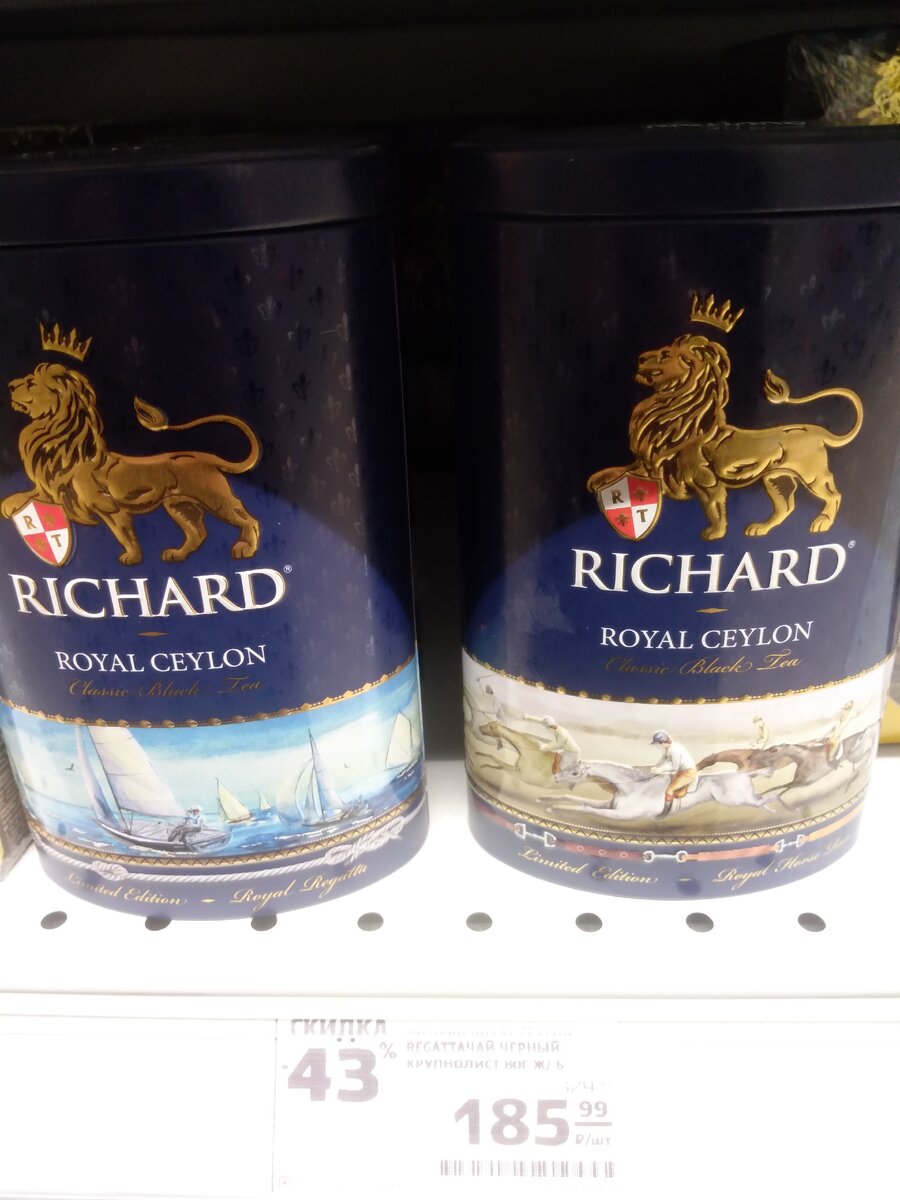 R
T
RICHARD®
ROYAL CEYLON
Classic Black Tea
Limited Edition - Royal Regatta
R
T
RICHARD®
ROYAL CEYLON
Classic Black Tea
Limited Edition - Royal Horse
СКИДКА
-43%
REGATTAЧАЙ ЧЕРНЫЙ
КРУПНОЛИСТ 80Г Ж/Б
185 99
₽/шт